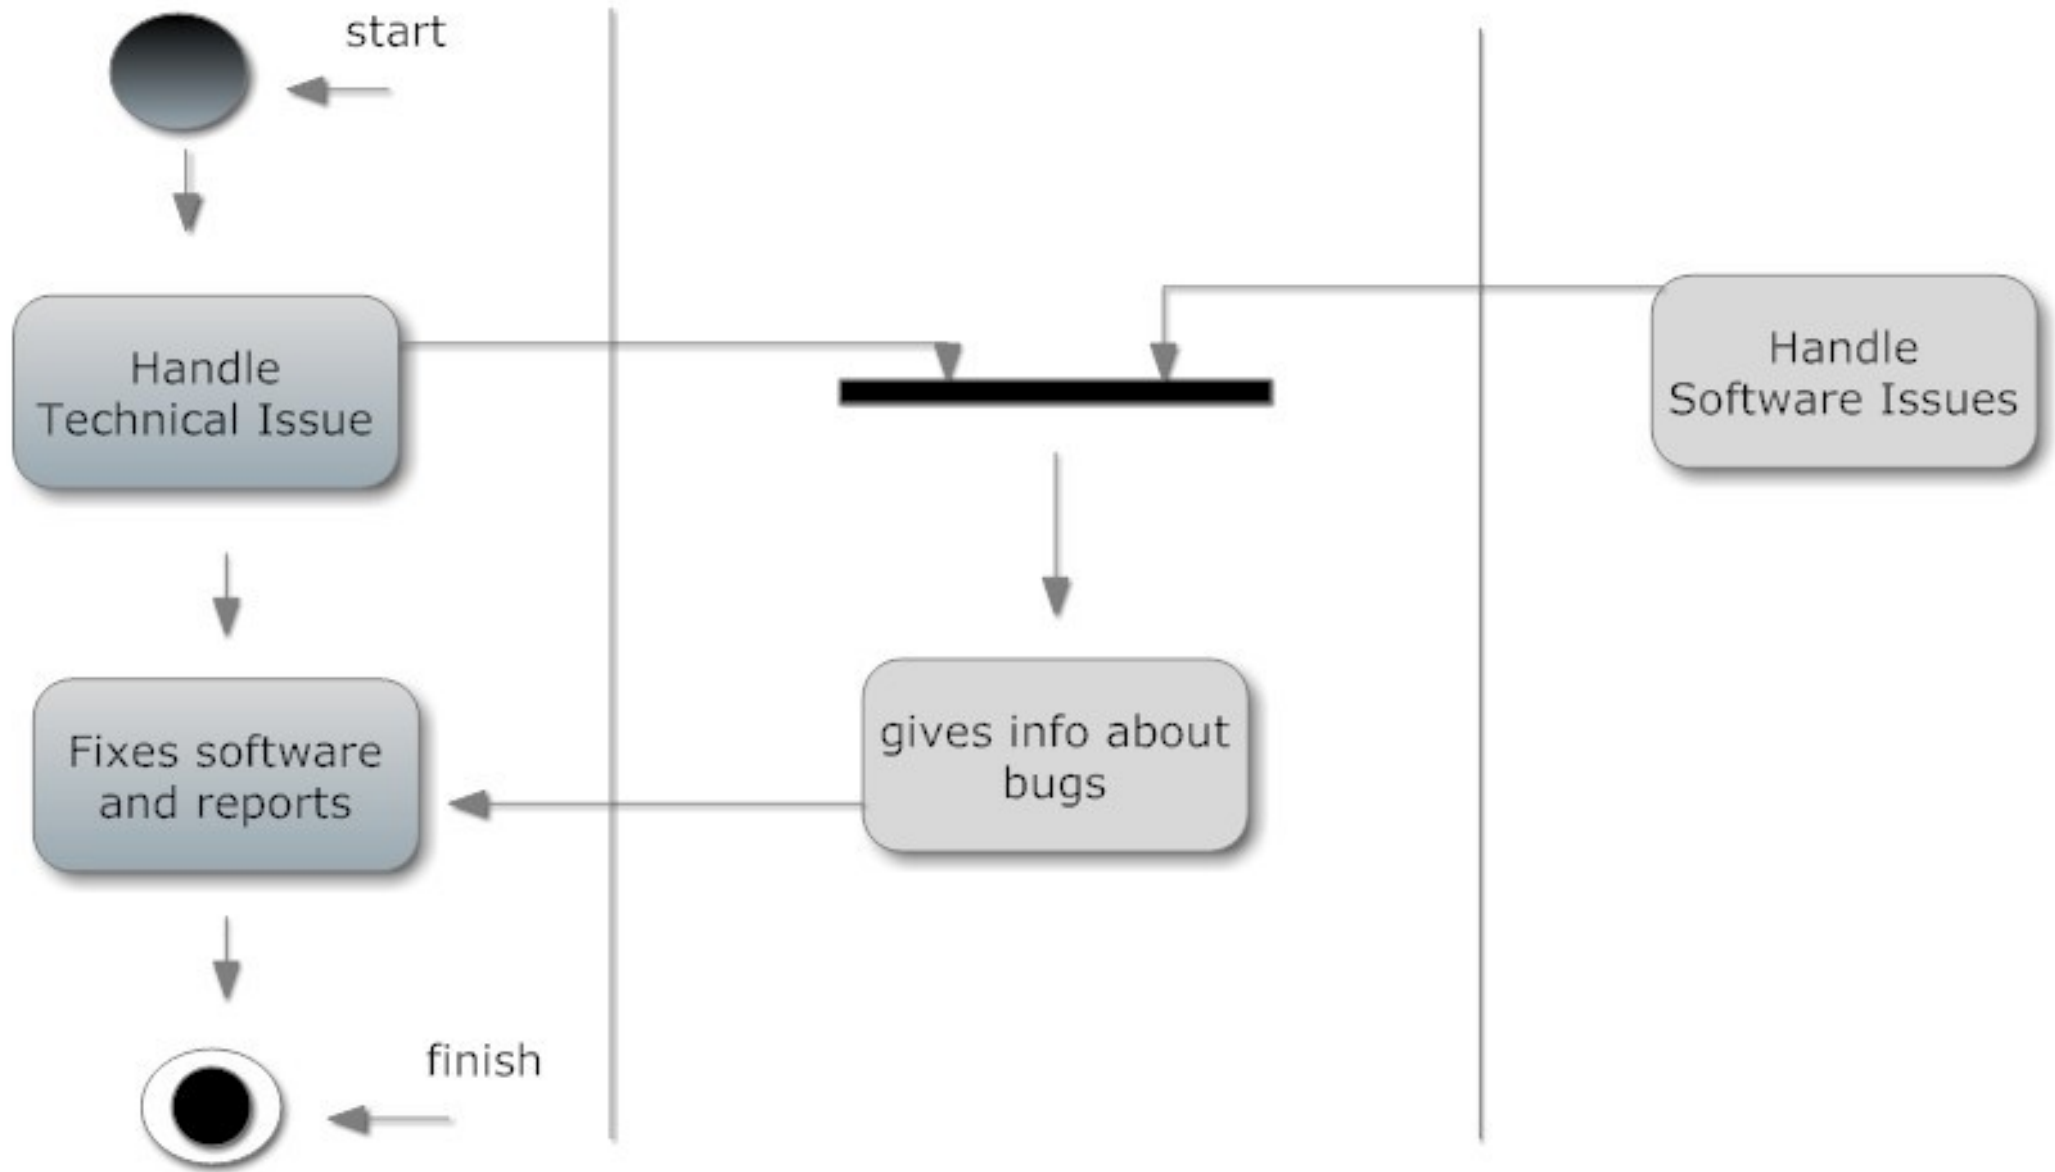 start
Handle
Technical Issue
Handle
Software Issues
Fixes software
and reports
gives info about
bugs
finish